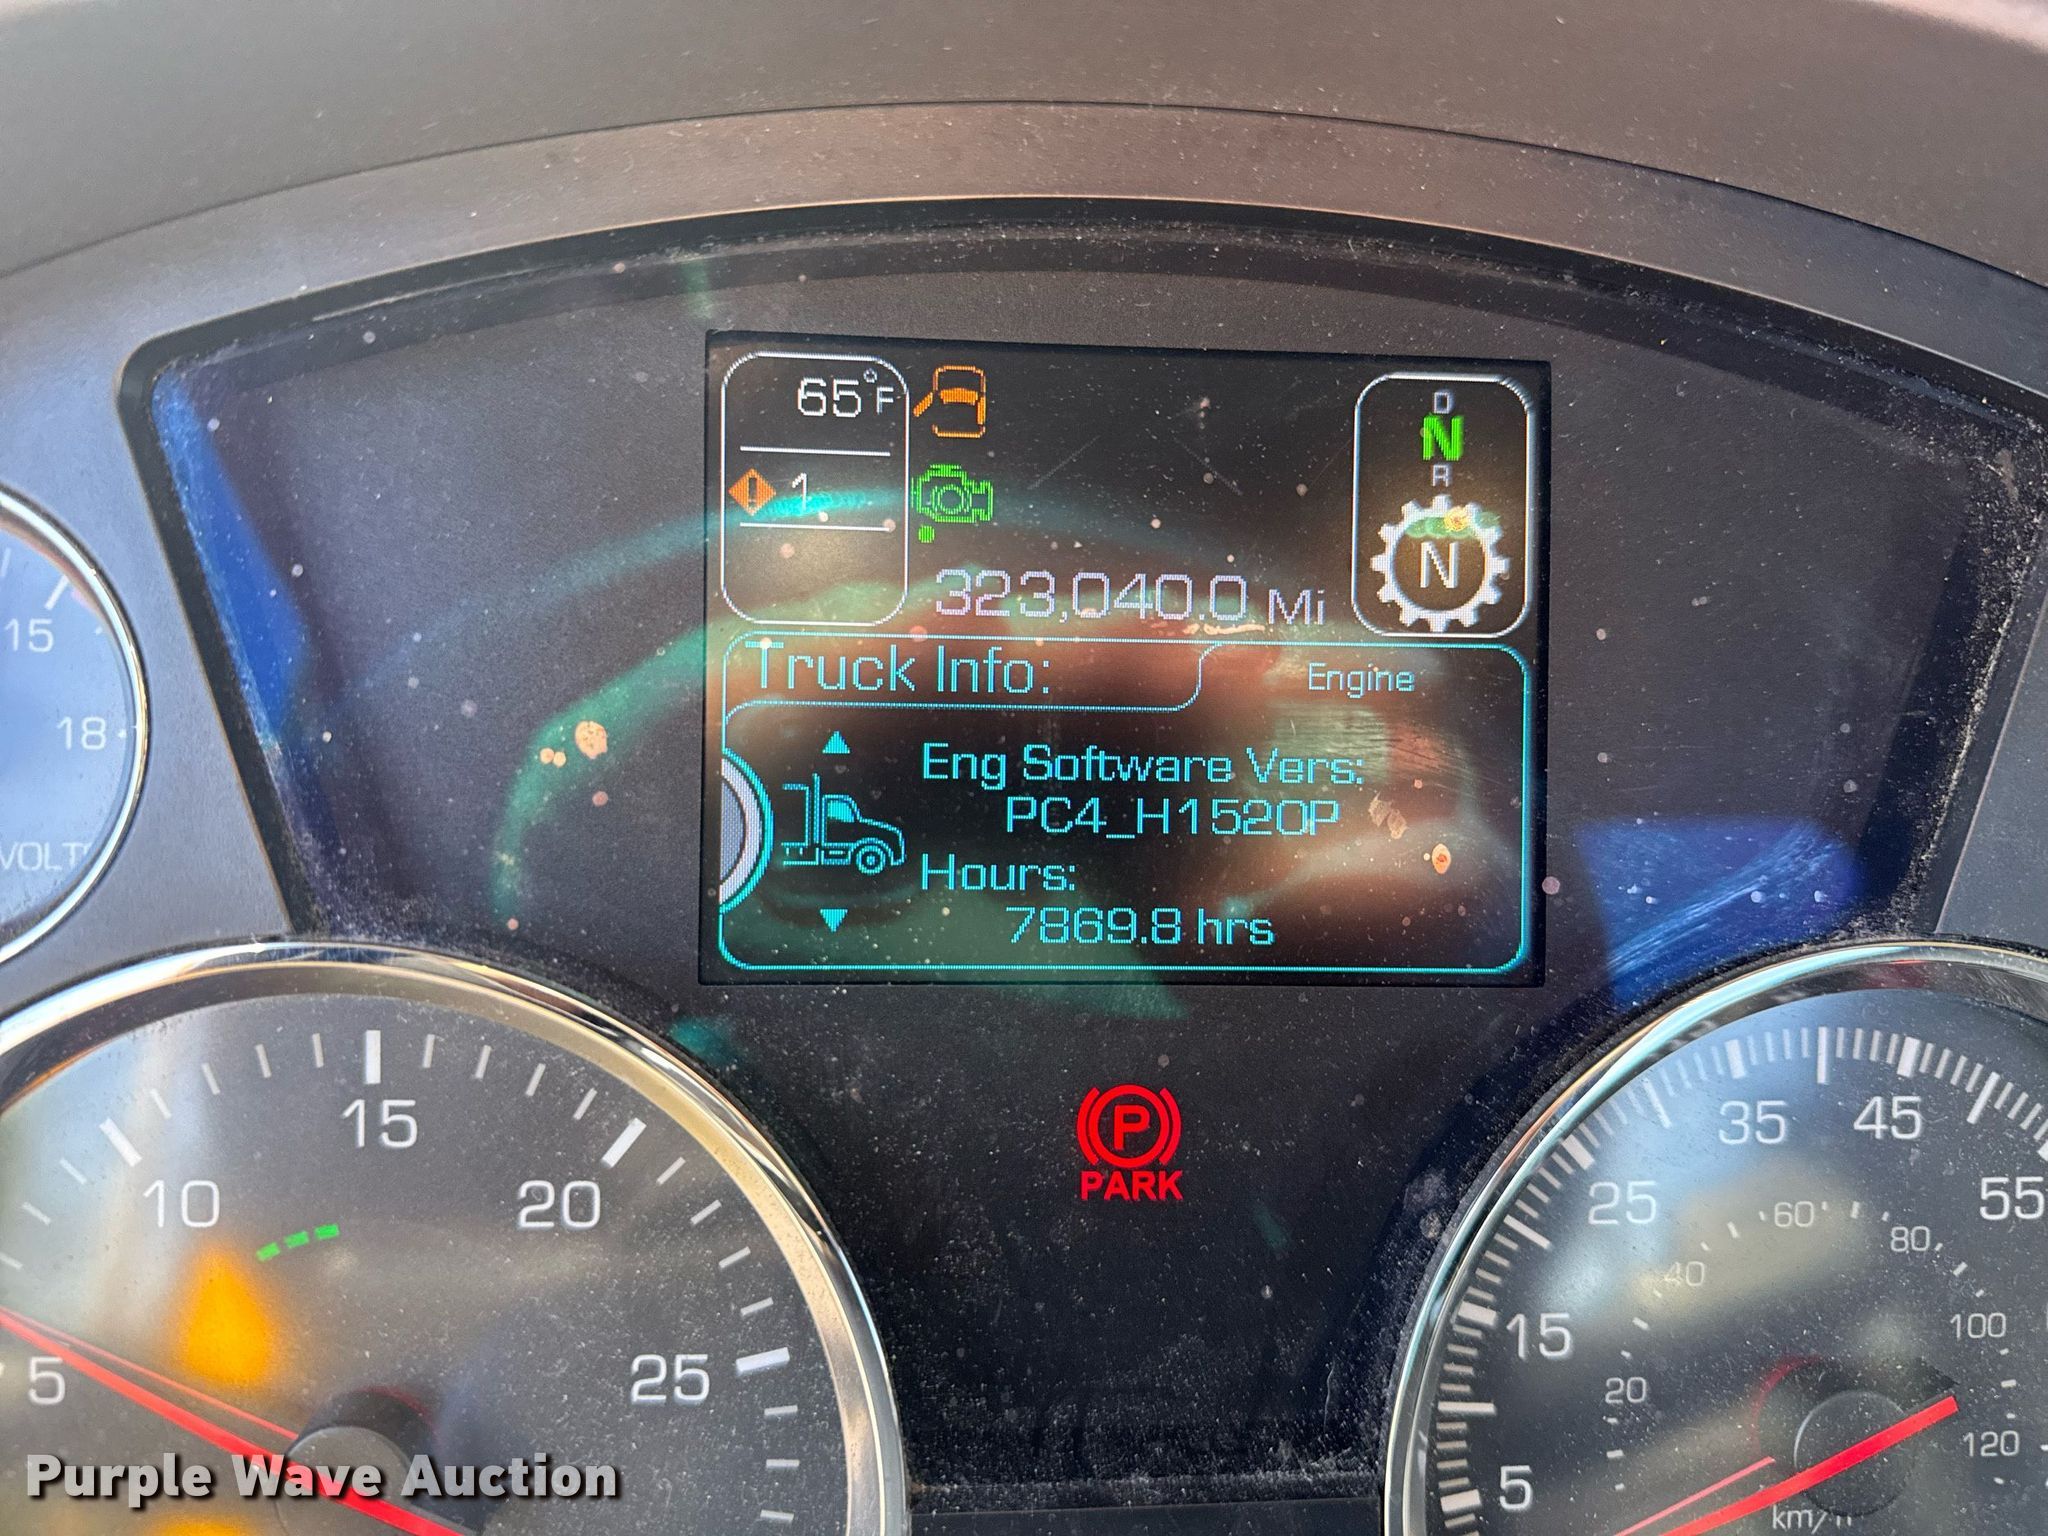 65°F
D
1
N
R
N
323,040.0 Mi
Truck Info:
Engine
Eng Software Vers:
PC4_H1520P
Hours:
7869.8 hrs
15
18
VOLTS
P
PARK
5
10
15
20
25
5
15
25
35
45
55
20
40
60
80
100
120
km/h
Purple Wave Auction